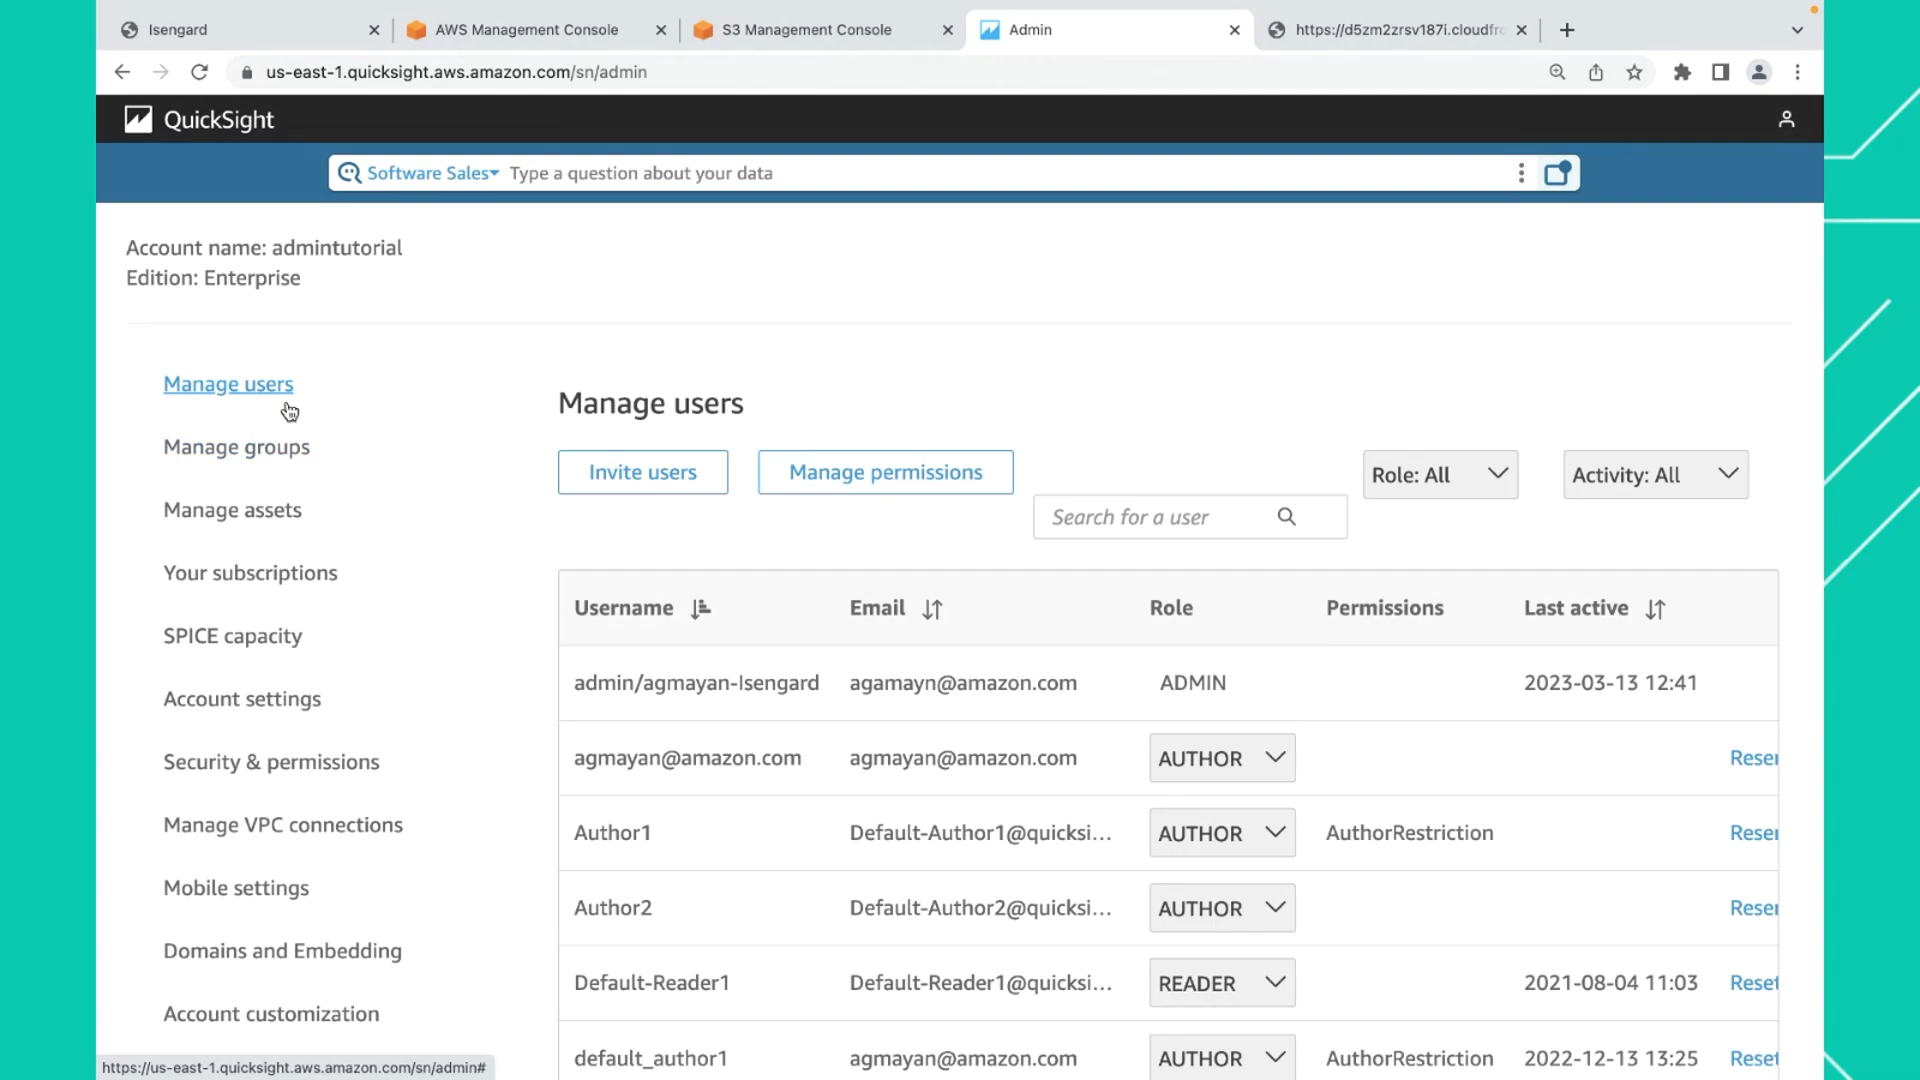 Isengard
AWS Management Console
S3 Management Console
Admin
https://d5zm2zrsv187i.cloudfro
us-east-1.quicksight.aws.amazon.com/sn/admin
QuickSight
Software Sales Type a question about your data
Account name: admintutorial
Edition: Enterprise
Manage users
Manage groups
Manage assets
Your subscriptions
SPICE capacity
Account settings
Security & permissions
Manage VPC connections
Mobile settings
Domains and Embedding
Account customization
Manage users
Invite users Manage permissions Role: All Activity: All
Search for a user
Username Email Role Permissions Last active
admin/agmayan-Isengard agamayn@amazon.com ADMIN 2023-03-13 12:41
agmayan@amazon.com agmayan@amazon.com AUTHOR Reser
Author1 Default-Author1@quicksi... AUTHOR AuthorRestriction Reser
Author2 Default-Author2@quicksi... AUTHOR Reser
Default-Reader1 Default-Reader1@quicksi... READER 2021-08-04 11:03 Reset
default_author1 agmayan@amazon.com AUTHOR AuthorRestriction 2022-12-13 13:25 Reset
https://us-east-1.quicksight.aws.amazon.com/sn/admin#